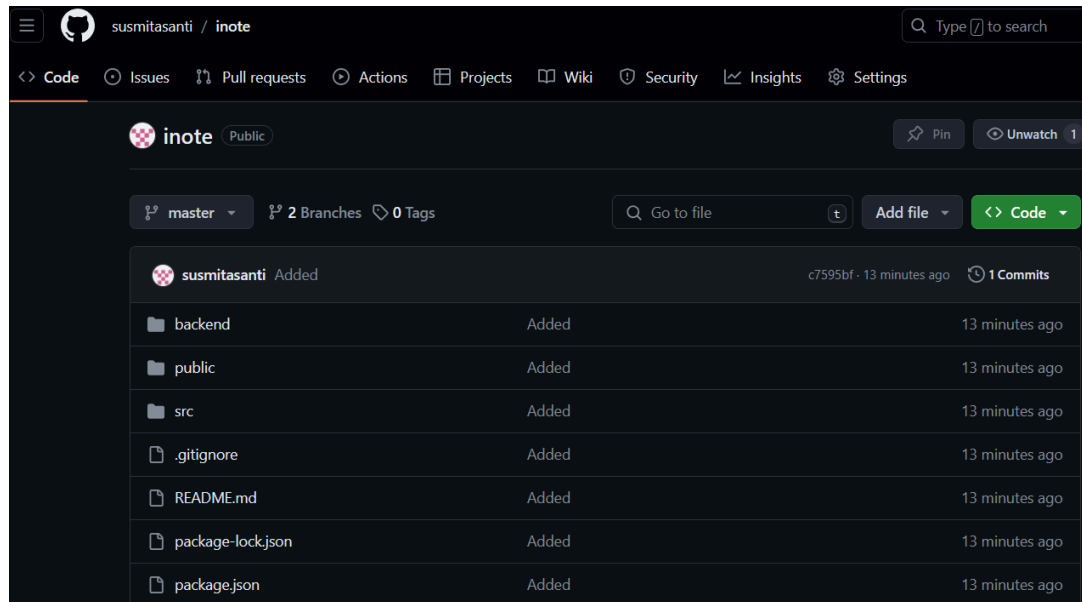 susmitasanti / inote
Type / to search
Code Issues Pull requests Actions Projects Wiki Security Insights Settings
inote Public
Pin Unwatch 1
master 2 Branches 0 Tags
Go to file t Add file Code
susmitasanti Added c7595bf · 13 minutes ago 1 Commits
backend Added 13 minutes ago
public Added 13 minutes ago
src Added 13 minutes ago
.gitignore Added 13 minutes ago
README.md Added 13 minutes ago
package-lock.json Added 13 minutes ago
package.json Added 13 minutes ago